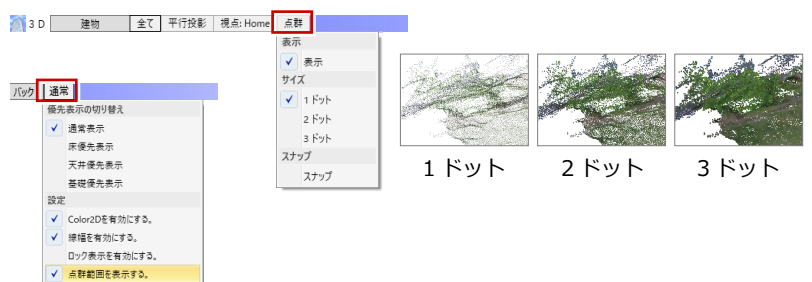 3D 建物 全て 平行投影 視点: Home 点群
表示
表示
サイズ
1 ドット
2 ドット
3 ドット
スナップ
スナップ
バック 通常
優先表示の切り替え
通常表示
床優先表示
天井優先表示
基礎優先表示
設定
Color2Dを有効にする。
線幅を有効にする。
ロック表示を有効にする。
点群範囲を表示する。
1 ドット 2 ドット 3 ドット